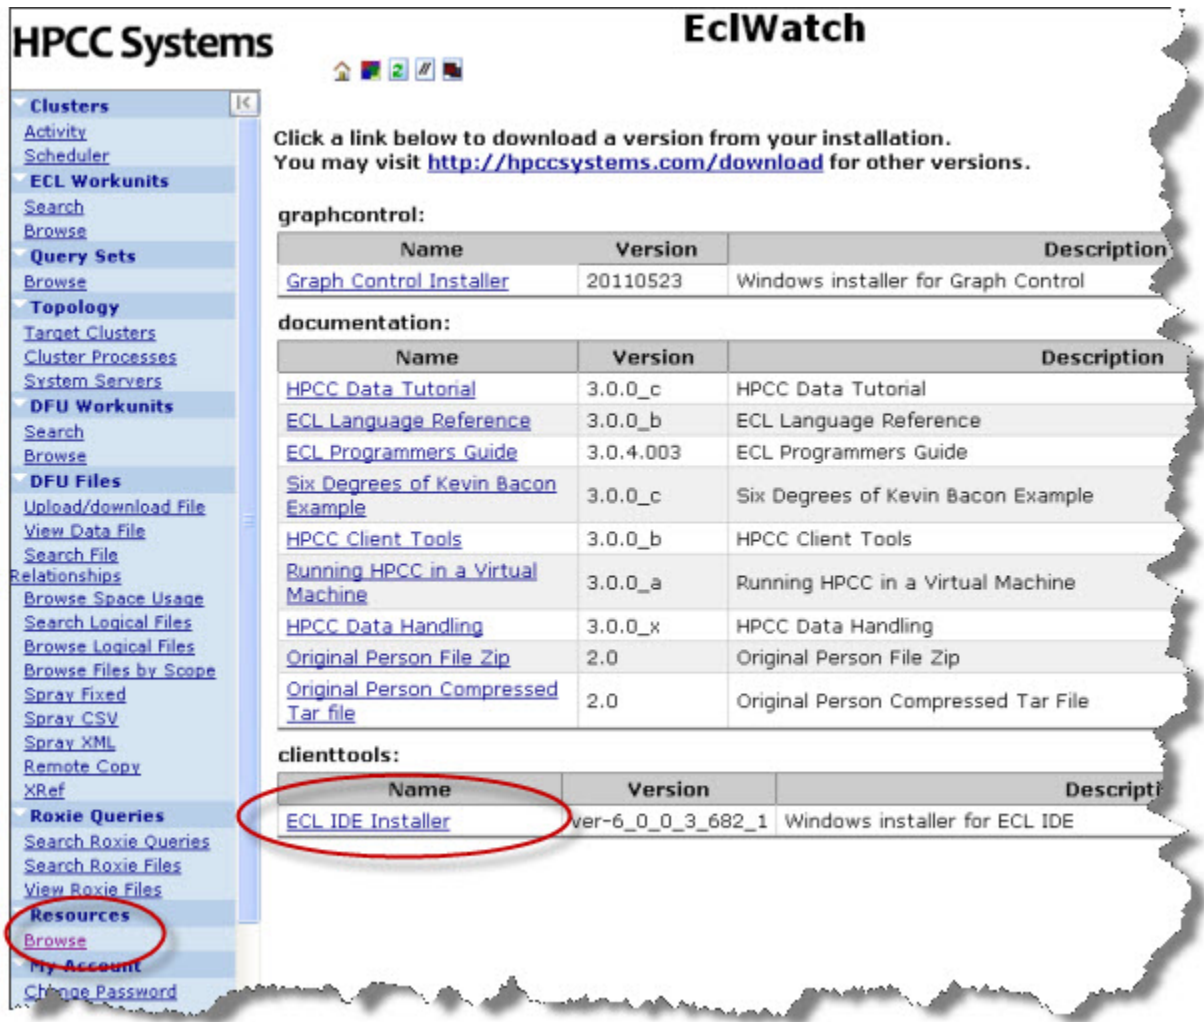 HPCC Systems
EclWatch
Clusters
Activity
Scheduler
ECL Workunits
Search
Browse
Query Sets
Browse
Topology
Target Clusters
Cluster Processes
System Servers
DFU Workunits
Search
Browse
DFU Files
Upload/download File
View Data File
Search File
Relationships
Browse Space Usage
Search Logical Files
Browse Logical Files
Browse Files by Scope
Spray Fixed
Spray CSV
Spray XML
Remote Copy
XRef
Roxie Queries
Search Roxie Queries
Search Roxie Files
View Roxie Files
Resources
Browse
My Account
Change Password
Click a link below to download a version from your installation.
You may visit http://hpccsystems.com/download for other versions.
graphcontrol:
Name Version Description
Graph Control Installer 20110523 Windows installer for Graph Control
documentation:
Name Version Description
HPCC Data Tutorial 3.0.0_c HPCC Data Tutorial
ECL Language Reference 3.0.0_b ECL Language Reference
ECL Programmers Guide 3.0.4.003 ECL Programmers Guide
Six Degrees of Kevin Bacon
Example 3.0.0_c Six Degrees of Kevin Bacon Example
HPCC Client Tools 3.0.0_b HPCC Client Tools
Running HPCC in a Virtual
Machine 3.0.0_a Running HPCC in a Virtual Machine
HPCC Data Handling 3.0.0_x HPCC Data Handling
Original Person File Zip 2.0 Original Person File Zip
Original Person Compressed
Tar file 2.0 Original Person Compressed Tar File
clienttools:
Name Version Descripti
ECL IDE Installer ver-6_0_0_3_682_1 Windows installer for ECL IDE